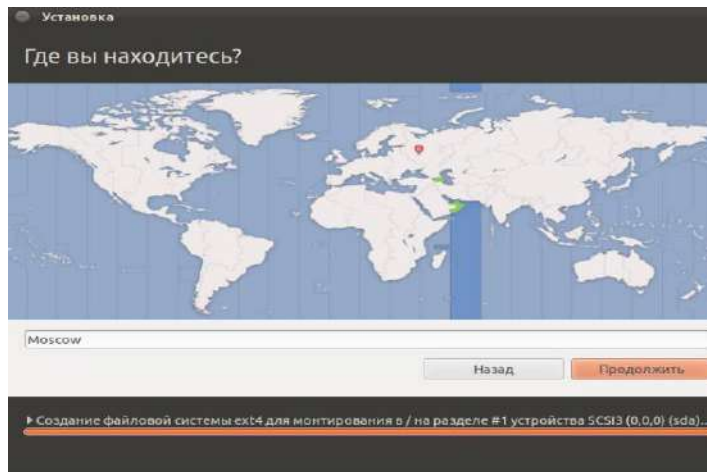 Установка
Где вы находитесь?
Moscow
Назад
Продолжить
Создание файловой системы ext4 для монтирования в / на разделе #1 устройства SCSI3 (0,0,0) (sda)...